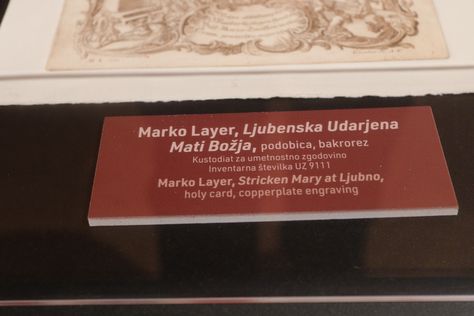 Marko Layer, Ljubenska Udarjena
Mati Božja, podobica, bakrorez
Kustodiat za umetnostno zgodovino
Inventarna številka UZ 9111
Marko Layer, Stricken Mary at Ljubno,
holy card, copperplate engraving